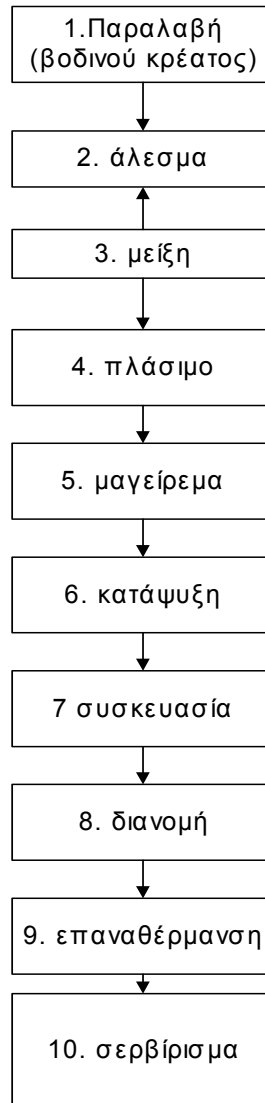 1.Παραλαβή
(βοδινού κρέατος)
2. άλεσμα
3. μείξη
4. πλάσιμο
5. μαγείρεμα
6. κατάψυξη
7 συσκευασία
8. διανομή
9. επαναθέρμανση
10. σερβίρισμα